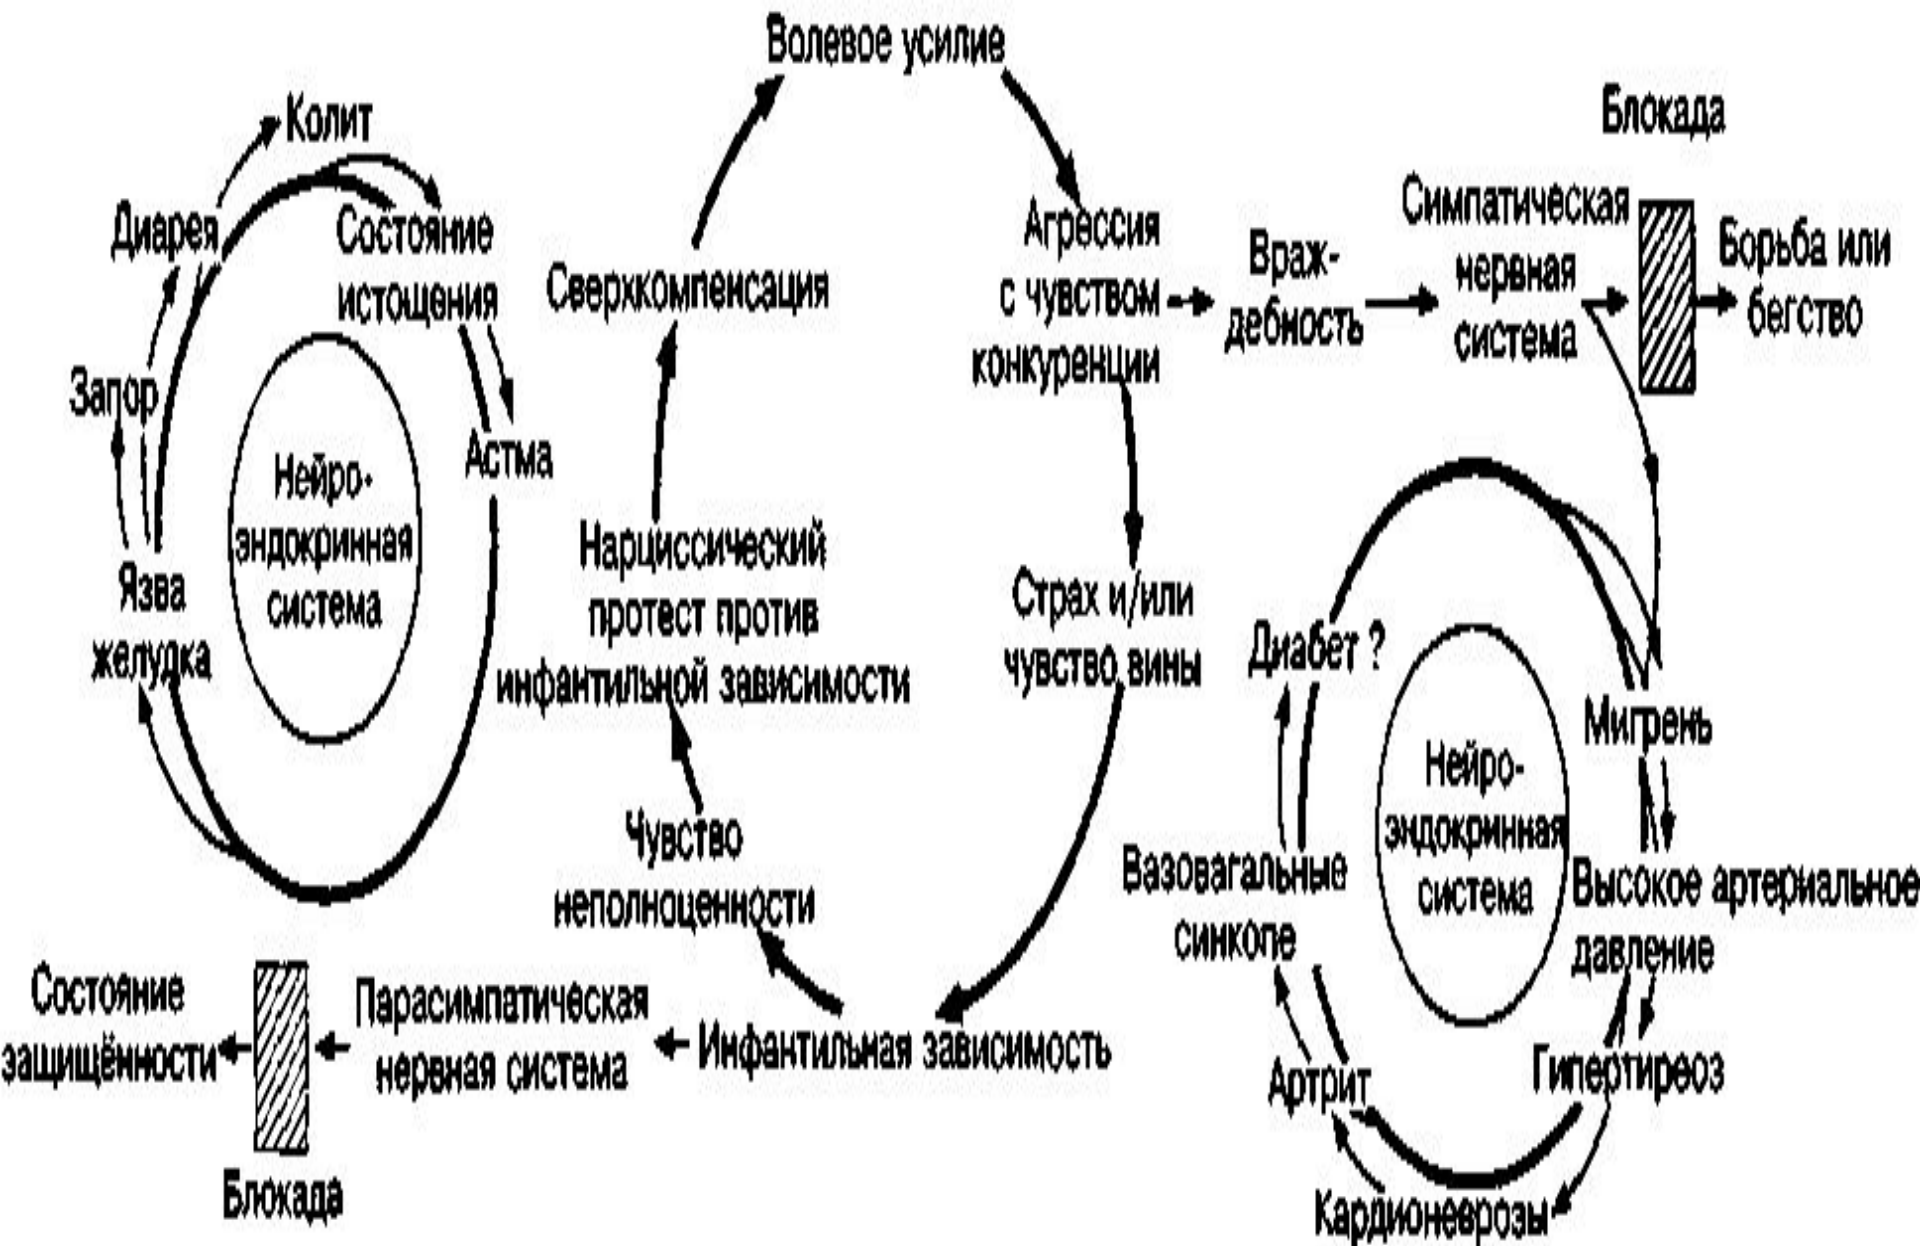 Волевое усилие
Колит
Диарея
Состояние
истощения
Запор
Астма
Нейро-
эндокринная
система
Язва
желудка
Сверхкомпенсация
Агрессия
с чувством
конкуренции
Враж-
дебность
Симпатическая
нервная
система
Блокада
Борьба или
бегство
Нарциссический
протест против
инфантильной зависимости
Страх и/или
чувство вины
Чувство
неполноценности
Инфантильная зависимость
Парасимпатическая
нервная система
Блокада
Состояние
защищённости
Диабет ?
Мигрень
Нейро-
эндокринная
система
Вазовагальные
синкопе
Высокое артериальное
давление
Артрит
Гипертиреоз
Кардионеврозы